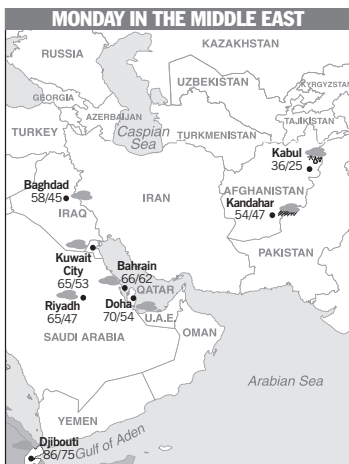 MONDAY IN THE MIDDLE EAST
RUSSIA
KAZAKHSTAN
UZBEKISTAN
KYRGYZSTAN
GEORGIA
AZERBAIJAN
TAJIKISTAN
TURKEY
Caspian
Sea
TURKMENISTAN
Kabul
36/25
Baghdad
58/45
IRAQ
IRAN
AFGHANISTAN
Kandahar
54/47
PAKISTAN
Kuwait
City
65/53
Bahrain
66/62
QATAR
Riyadh
65/47
Doha
70/54
U.A.E.
SAUDI ARABIA
OMAN
Arabian Sea
YEMEN
Djibouti
86/75
Gulf of Aden